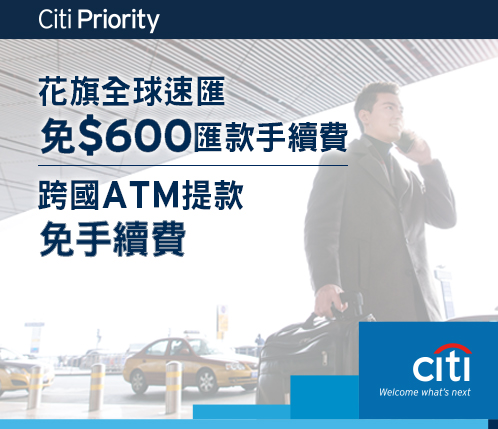 Citi Priority
花旗全球速匯
免$600匯款手續費
跨國ATM提款
免手續費
citi
Welcome what's next